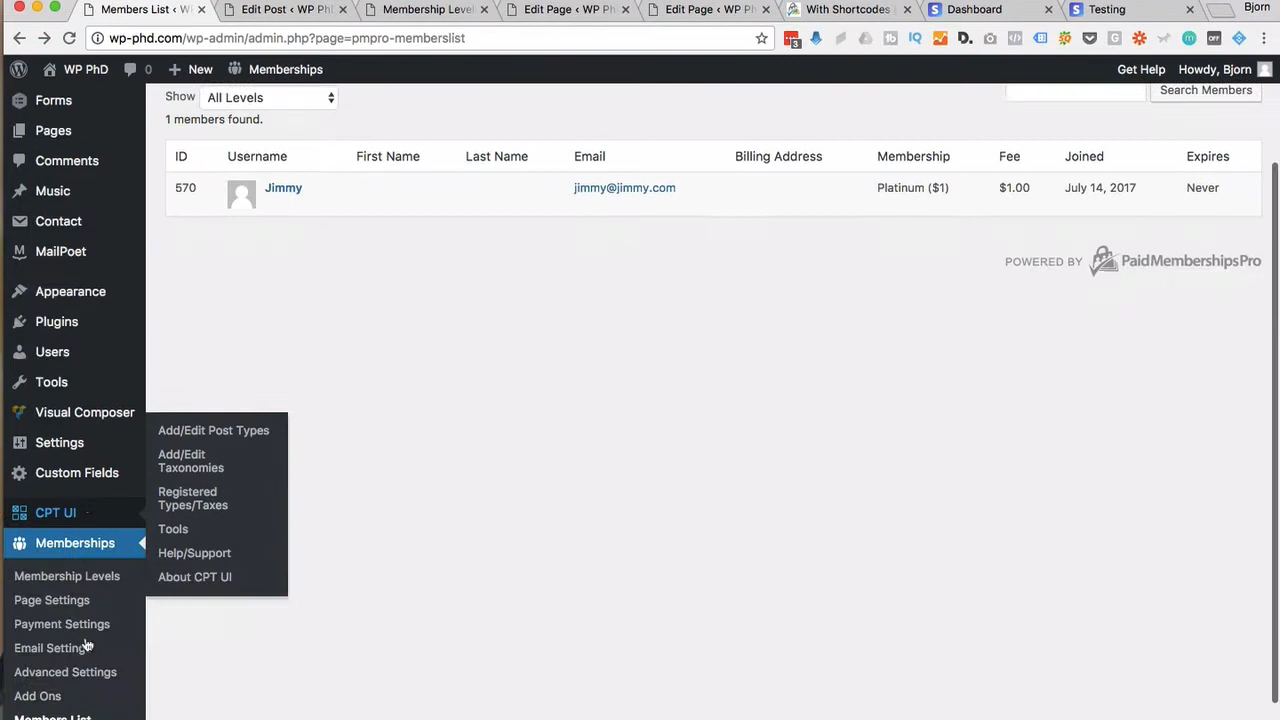 Members List ‹ W
Edit Post ‹ WP PhD
Membership Level
Edit Page ‹ WP Ph
Edit Page ‹ WP Ph
With Shortcodes
Dashboard
Testing
Bjorn
wp-phd.com/wp-admin/admin.php?page=pmpro-memberslist
3
D.
OFF
WP PhD
0
New
Memberships
Get Help
Howdy, Bjorn
Forms
Pages
Comments
Music
Contact
MailPoet
Appearance
Plugins
Users
Tools
Visual Composer
Settings
Custom Fields
CPT UI
Memberships
Membership Levels
Page Settings
Payment Settings
Email Setting
Advanced Settings
Add Ons
Members List
Add/Edit Post Types
Add/Edit
Taxonomies
Registered
Types/Taxes
Tools
Help/Support
About CPT UI
Show All Levels
Search Members
1 members found.
ID Username First Name Last Name Email Billing Address Membership Fee Joined Expires
570 Jimmy jimmy@jimmy.com Platinum ($1) $1.00 July 14, 2017 Never
POWERED BY PaidMembershipsPro